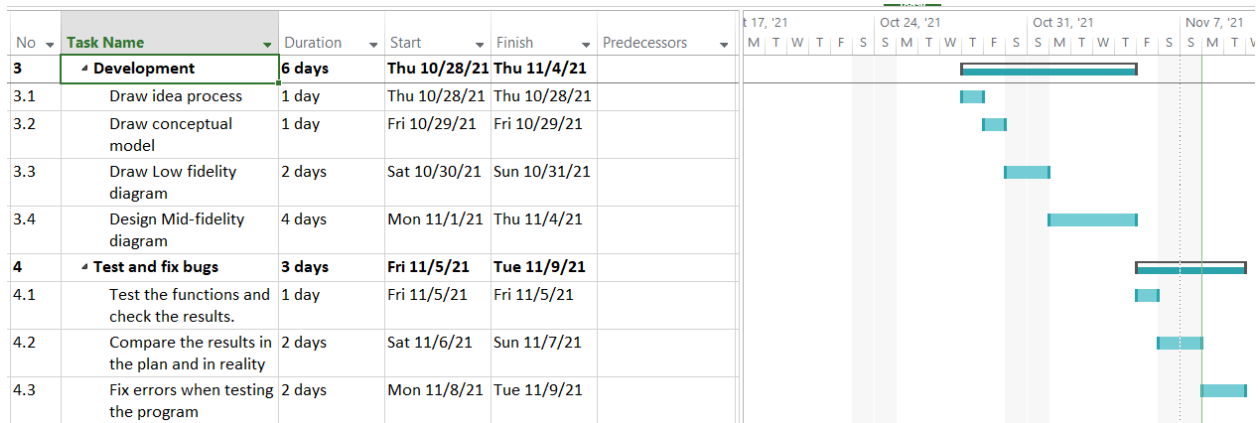 t 17, '21 Oct 24, '21 Oct 31, '21 Nov 7, '21
No Task Name Duration Start Finish Predecessors M T W T F S S M T W T F S S M T W T F S S M T W
3 Development 6 days Thu 10/28/21 Thu 11/4/21
3.1 Draw idea process 1 day Thu 10/28/21 Thu 10/28/21
3.2 Draw conceptual 1 day Fri 10/29/21 Fri 10/29/21
model
3.3 Draw Low fidelity 2 days Sat 10/30/21 Sun 10/31/21
diagram
3.4 Design Mid-fidelity 4 days Mon 11/1/21 Thu 11/4/21
diagram
4 Test and fix bugs 3 days Fri 11/5/21 Tue 11/9/21
4.1 Test the functions and 1 day Fri 11/5/21 Fri 11/5/21
check the results.
4.2 Compare the results in 2 days Sat 11/6/21 Sun 11/7/21
the plan and in reality
4.3 Fix errors when testing 2 days Mon 11/8/21 Tue 11/9/21
the program